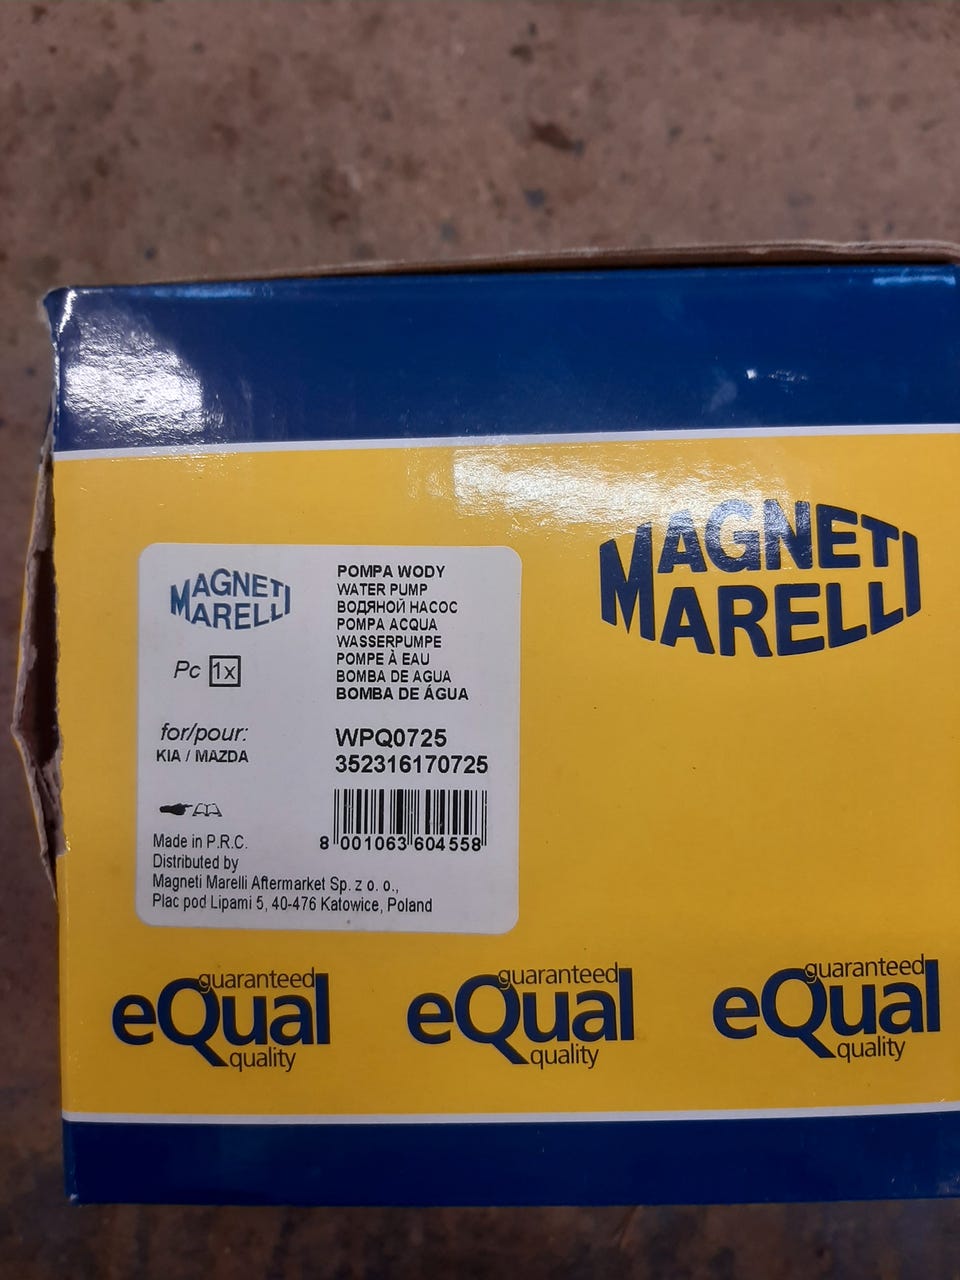 MAGNETI
MARELLI
MAGNETI
MARELLI
Pc 1x
for/pour:
KIA / MAZDA
POMPA WODY
WATER PUMP
ВОДЯНОЙ НАСОС
POMPA ACQUA
WASSERPUMPE
POMPE À EAU
BOMBA DE AGUA
BOMBA DE ÁGUA
WPQ0725
352316170725
8 001063 604558
Made in P.R.C.
Distributed by
Magneti Marelli Aftermarket Sp. z o. o.,
Plac pod Lipami 5, 40-476 Katowice, Poland
guaranteed
eQual
quality
guaranteed
eQual
quality
guaranteed
eQual
quality